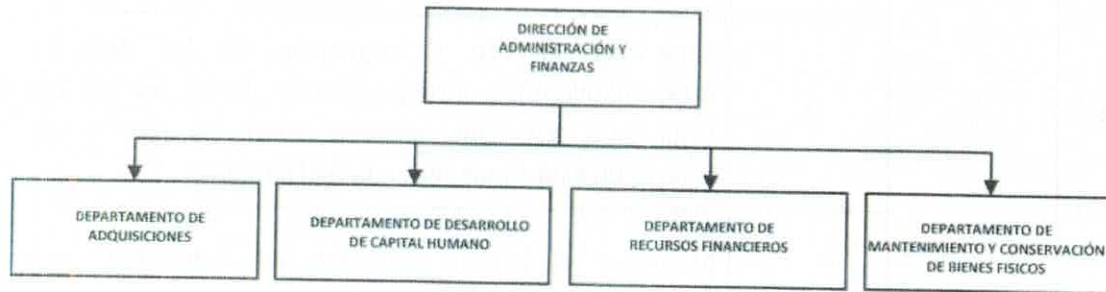 DIRECCIÓN DE
ADMINISTRACIÓN Y
FINANZAS
DEPARTAMENTO DE
ADQUISICIONES
DEPARTAMENTO DE DESARROLLO
DE CAPITAL HUMANO
DEPARTAMENTO DE
RECURSOS FINANCIEROS
DEPARTAMENTO DE
MANTENIMIENTO Y CONSERVACIÓN
DE BIENES FISICOS